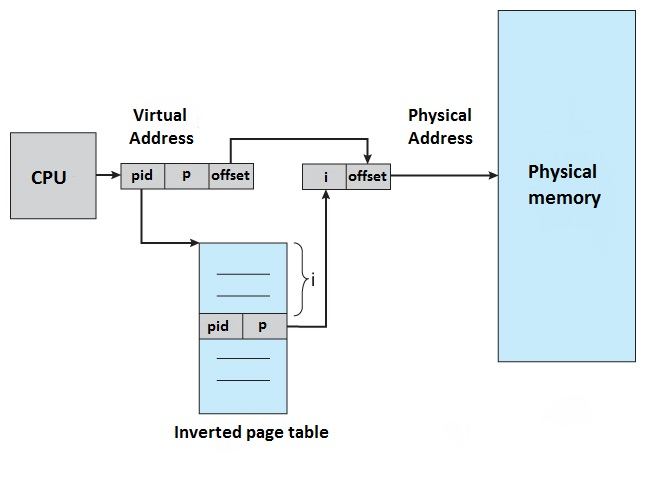 Virtual
Address
Physical
Address
CPU
pid p offset
i offset
Physical
memory
i
pid p
Inverted page table